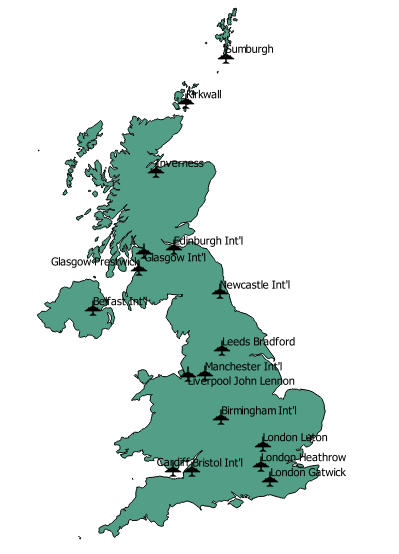 Sumburgh
Kirkwall
Inverness
Edinburgh Int'l
Glasgow Int'l
Glasgow Prestwick
Newcastle Int'l
Belfast Int'l
Leeds Bradford
Manchester Int'l
Liverpool John Lennon
Birmingham Int'l
London Luton
London Heathrow
Cardiff
Bristol Int'l
London Gatwick